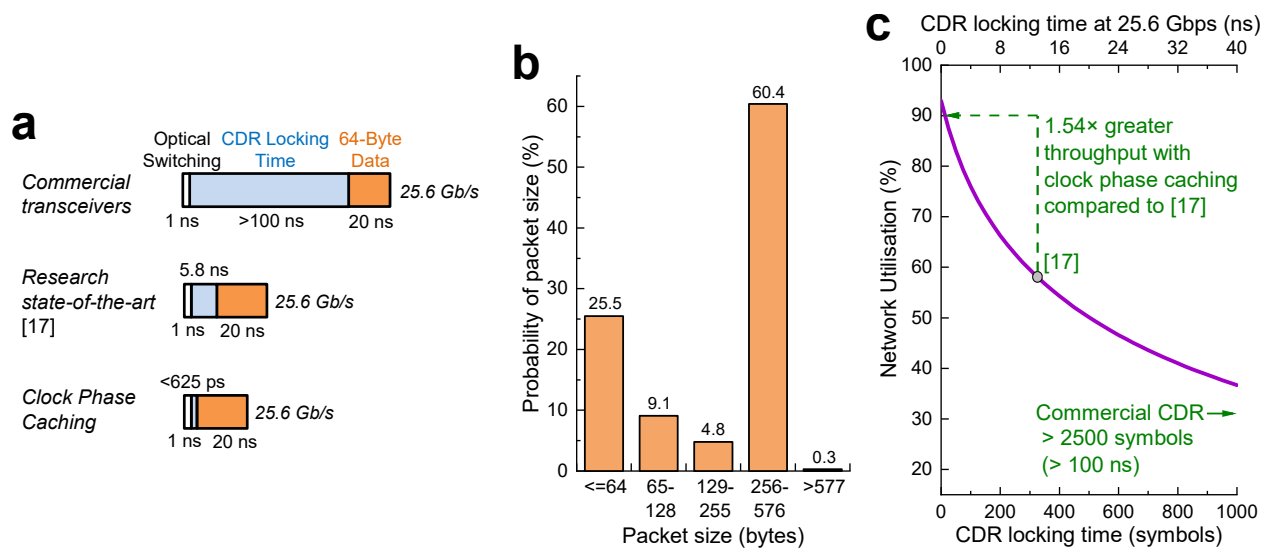 a
Optical
Switching
CDR Locking
Time
64-Byte
Data
Commercial
transceivers
25.6 Gb/s
1 ns
>100 ns
20 ns
Research
state-of-the-art
[17]
5.8 ns
25.6 Gb/s
1 ns
20 ns
Clock Phase
Caching
<625 ps
25.6 Gb/s
1 ns
20 ns
b
Probability of packet size (%)
60
50
40
30
20
10
0
25.5
9.1
4.8
60.4
0.3
<=64
65-
128
129-
255
256-
576
>577
Packet size (bytes)
c
CDR locking time at 25.6 Gbps (ns)
0 8 16 24 32 40
Network Utilisation (%)
100
90
80
70
60
50
40
30
20
1.54× greater
throughput with
clock phase caching
compared to [17]
[17]
Commercial CDR
> 2500 symbols
(> 100 ns)
0 200 400 600 800 1000
CDR locking time (symbols)